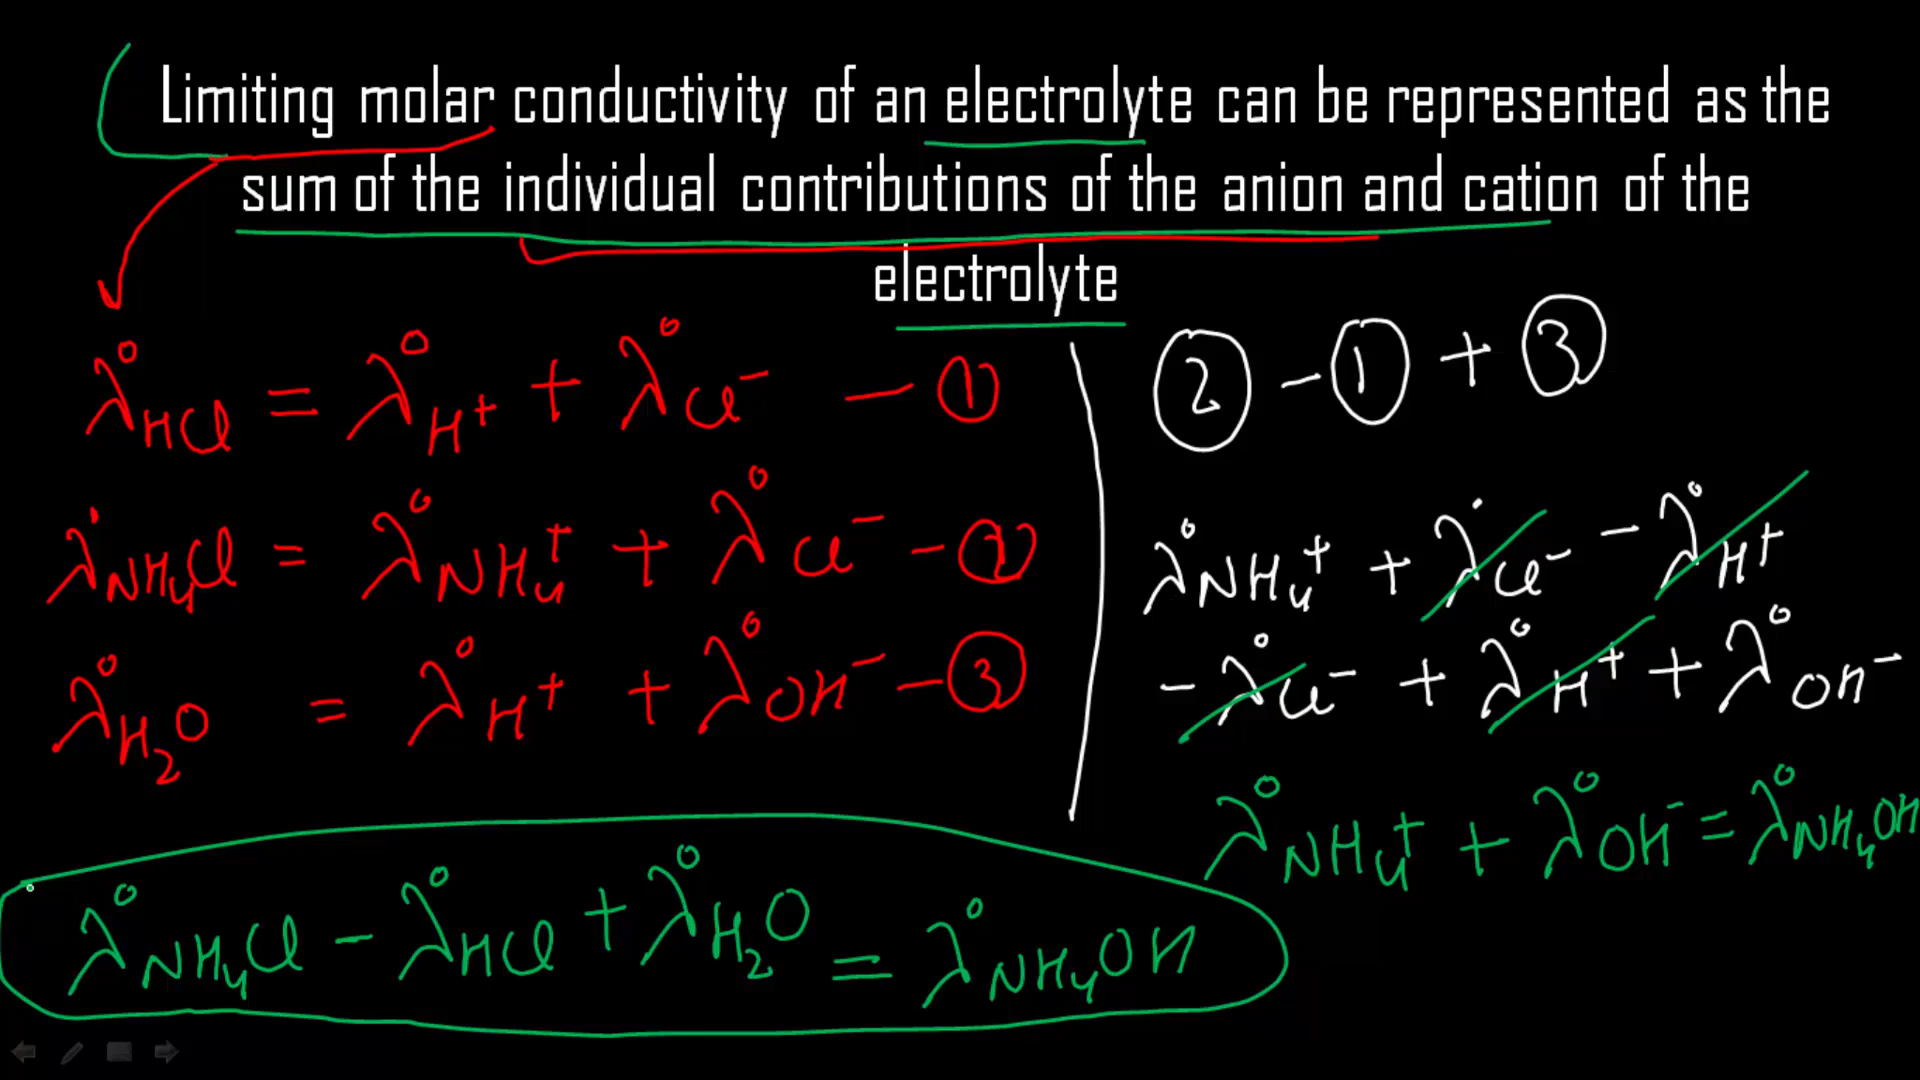 Limiting molar conductivity of an electrolyte can be represented as the
sum of the individual contributions of the anion and cation of the
electrolyte
λ°HCl = λ°H⁺ + λ°Cl⁻ — ①
λ°NH₄Cl = λ°NH₄⁺ + λ°Cl⁻ — ②
λ°H₂O = λ°H⁺ + λ°OH⁻ — ③
② - ① + ③
λ°NH₄⁺ + λ°Cl⁻ - λ°H⁺
- λ°Cl⁻ + λ°H⁺ + λ°OH⁻
λ°NH₄⁺ + λ°OH⁻ = λ°NH₄OH
λ°NH₄Cl - λ°HCl + λ°H₂O = λ°NH₄OH